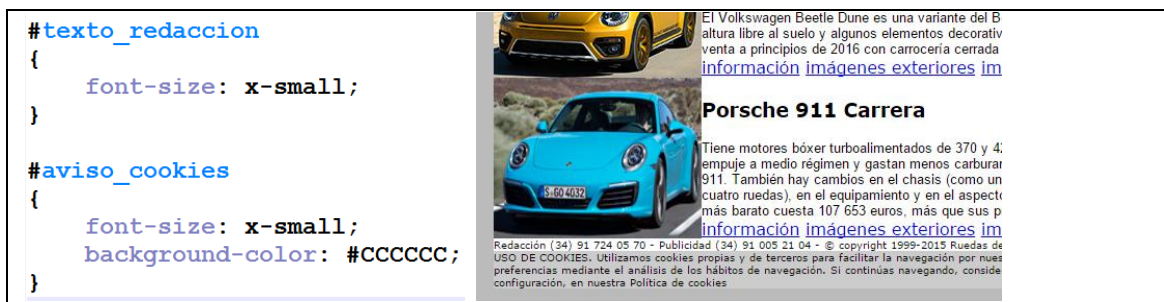 #texto_redaccion
{
font-size: x-small;
}
#aviso_cookies
{
font-size: x-small;
background-color: #CCCCCC;
}
El Volkswagen Beetle Dune es una variante del B
altura libre al suelo y algunos elementos decorativ
venta a principios de 2016 con carrocería cerrada
información imágenes exteriores im
Porsche 911 Carrera
Tiene motores bóxer turboalimentados de 370 y 42
empuje a medio régimen y gastan menos carburar
911. También hay cambios en el chasis (como un
cuatro ruedas), en el equipamiento y en el aspecto
más barato cuesta 107 653 euros, más que sus p
información imágenes exteriores im
S·GO 4032
Redacción (34) 91 724 05 70 - Publicidad (34) 91 005 21 04 - © copyright 1999-2015 Ruedas de
USO DE COOKIES. Utilizamos cookies propias y de terceros para facilitar la navegación por nues
preferencias mediante el análisis de los hábitos de navegación. Si continúas navegando, conside
configuración, en nuestra Política de cookies